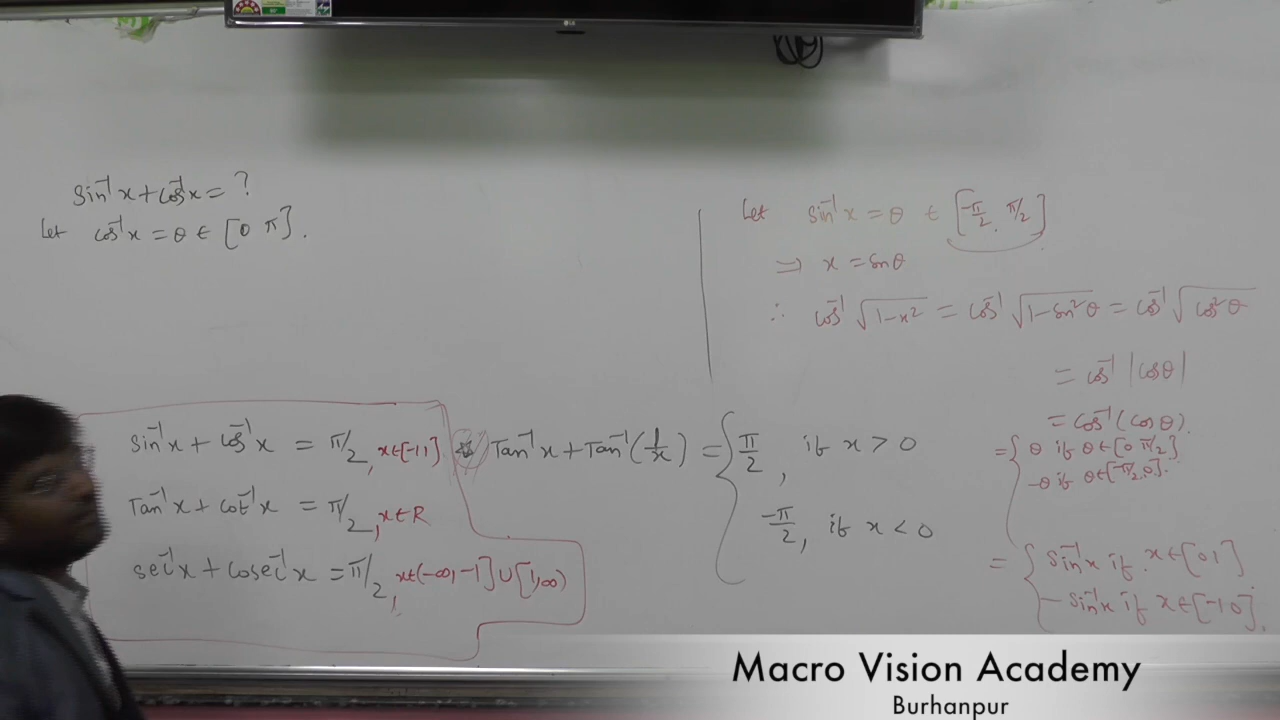 LG
Sin⁻¹x + cos⁻¹x = ?
Let cos⁻¹x = θ ∈ [0 π].
Let sin⁻¹x = θ ∈ [-π/2, π/2]
⇒ x = sinθ
∴ cos⁻¹√(1-x²) = cos⁻¹√(1-sin²θ) = cos⁻¹√(cos²θ)
= cos⁻¹|cosθ|
= cos⁻¹(cosθ).
= { θ if θ∈[0 π/2]
-θ if θ∈[-π/2, 0].
= { sin⁻¹x if x∈[0 1]
- sin⁻¹x if x∈[-1 0].
Sin⁻¹x + cos⁻¹x = π/2, x∈[-1 1]
Tan⁻¹x + cot⁻¹x = π/2, x∈R
sec⁻¹x + cosec⁻¹x = π/2, x∈(-∞, -1] ∪ [1, ∞)
Tan⁻¹x + Tan⁻¹(1/x) = { π/2, if x > 0
-π/2, if x < 0
Macro Vision Academy
Burhanpur